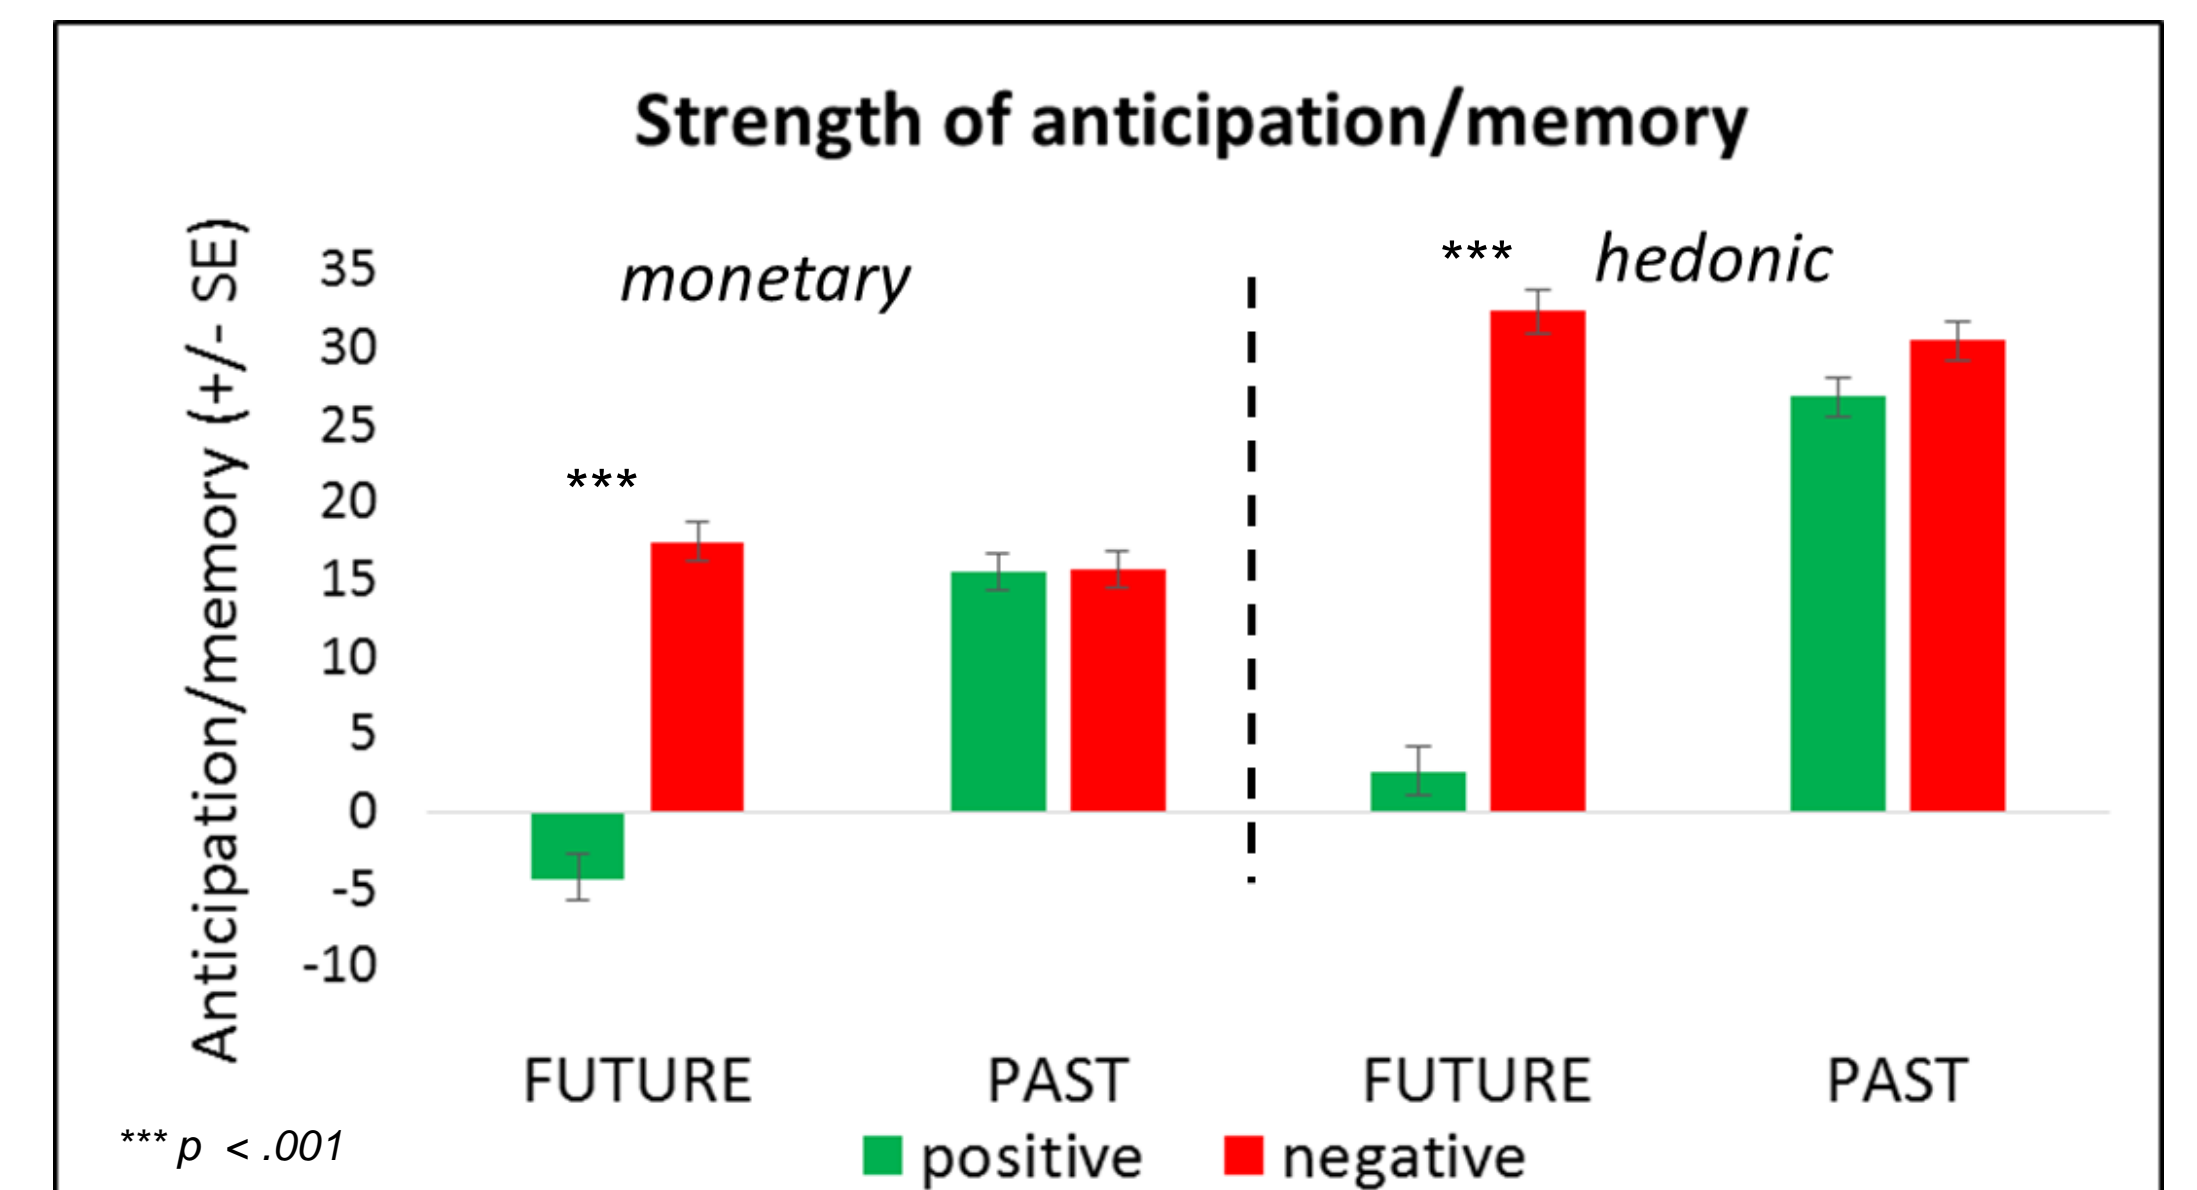 Strength of anticipation/memory
Anticipation/memory (+/- SE)
35
30
25
20
15
10
5
0
-5
-10
monetary
***
*** hedonic
FUTURE PAST FUTURE PAST
*** p < .001
positive negative